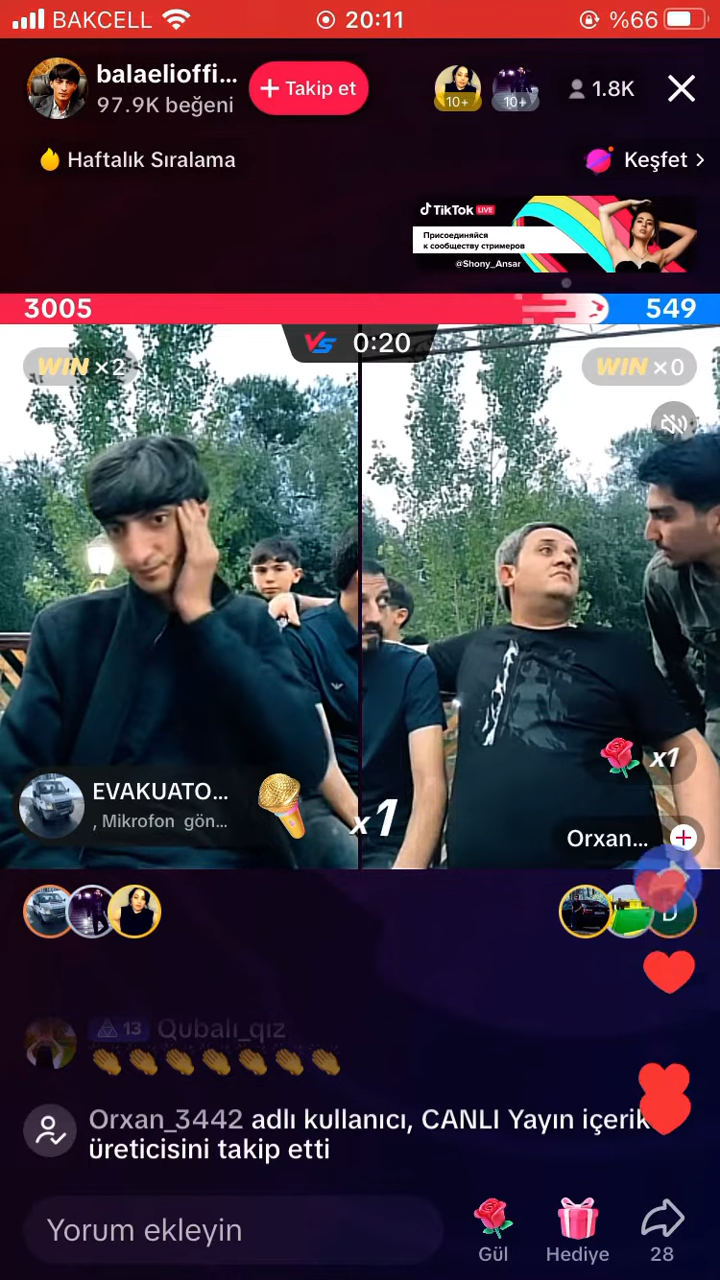 BAKCELL
20:11
%66
balaelioffi...
97.9K beğeni
+ Takip et
10+
10+
1.8K
Haftalık Sıralama
Keşfet >
TikTok LIVE
Присоединяйся
к сообществу стримеров
@Shony_Ansar
3005
549
VS 0:20
WIN ×2
WIN ×0
EVAKUATO...
, Mikrofon gön...
x1
x1
Orxan...
13 Qubalı_qız
Orxan_3442 adlı kullanıcı, CANLI Yayın içerik
üreticisini takip etti
Yorum ekleyin
Gül
Hediye
28